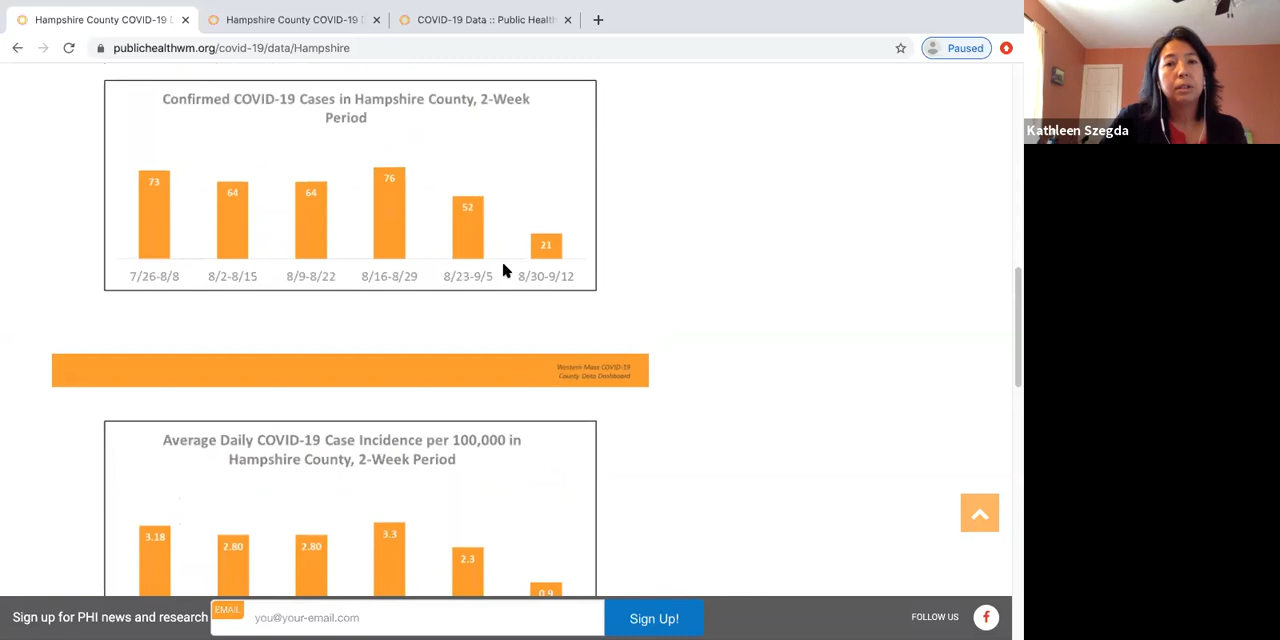 Hampshire County COVID-19 D
Hampshire County COVID-19 D
COVID-19 Data :: Public Health
publichealthwm.org/covid-19/data/Hampshire
Paused
Kathleen Szegda
Confirmed COVID-19 Cases in Hampshire County, 2-Week
Period
73
64
64
76
52
21
7/26-8/8
8/2-8/15
8/9-8/22
8/16-8/29
8/23-9/5
8/30-9/12
Western Mass COVID-19
County Data Dashboard
Average Daily COVID-19 Case Incidence per 100,000 in
Hampshire County, 2-Week Period
3.18
2.80
2.80
3.3
2.3
0.9
Sign up for PHI news and research
EMAIL
you@your-email.com
Sign Up!
FOLLOW US